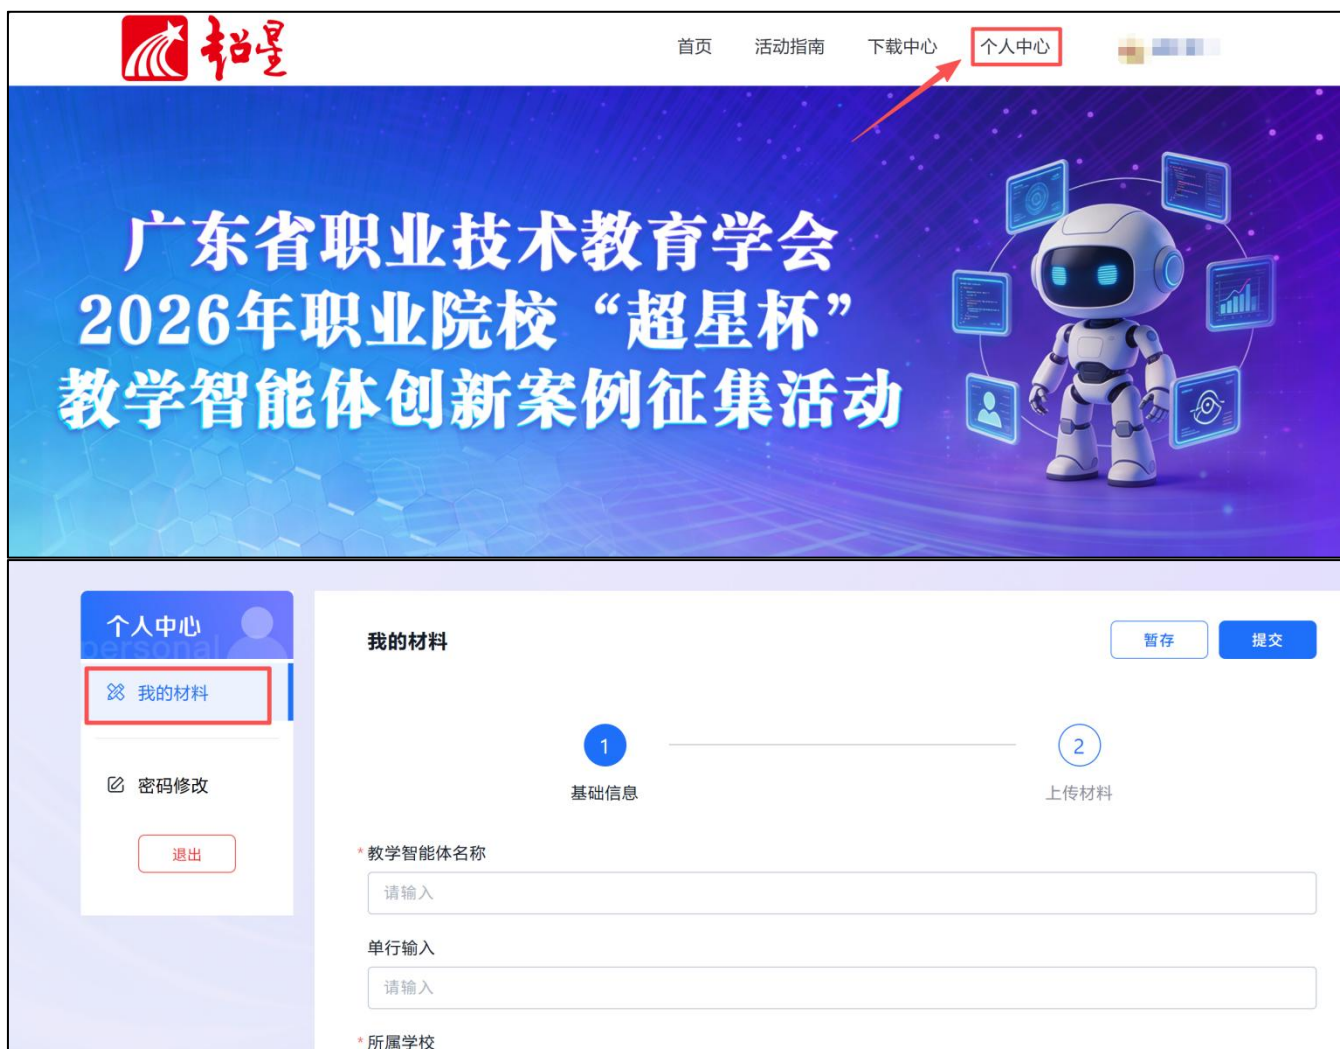 超星
首页 活动指南 下载中心 个人中心
广东省职业技术教育学会
2026年职业院校“超星杯”
教学智能体创新案例征集活动
个人中心
personal
我的材料
密码修改
退出
我的材料
暂存 提交
1 2
基础信息 上传材料
*教学智能体名称
请输入
单行输入
请输入
*所属学校